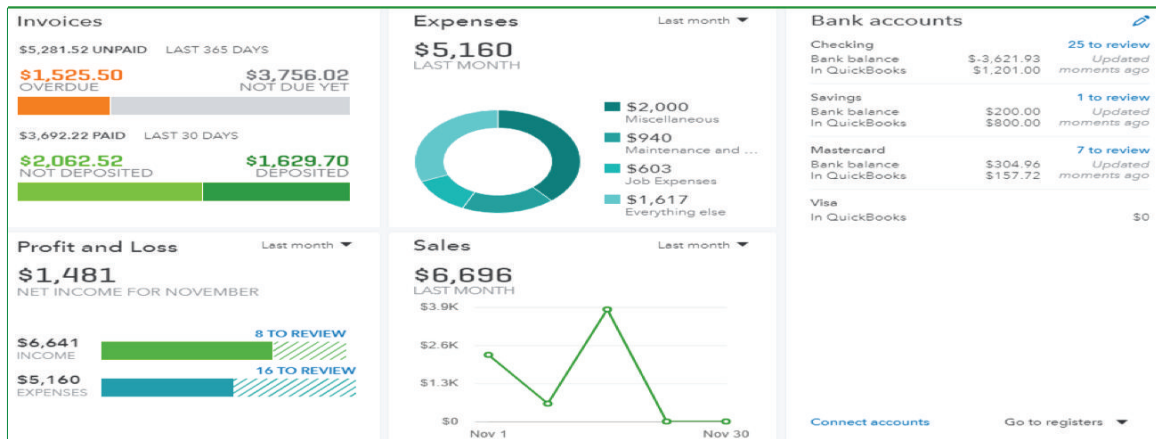 Invoices
$5,281.52 UNPAID LAST 365 DAYS
$1,525.50 $3,756.02
OVERDUE NOT DUE YET
$3,692.22 PAID LAST 30 DAYS
$2,062.52 $1,629.70
NOT DEPOSITED DEPOSITED
Expenses Last month
$5,160
LAST MONTH
$2,000
Miscellaneous
$940
Maintenance and ...
$603
Job Expenses
$1,617
Everything else
Bank accounts
Checking 25 to review
Bank balance $-3,621.93 Updated
In QuickBooks $1,201.00 moments ago
Savings 1 to review
Bank balance $200.00 Updated
In QuickBooks $800.00 moments ago
Mastercard 7 to review
Bank balance $304.96 Updated
In QuickBooks $157.72 moments ago
Visa
In QuickBooks $0
Connect accounts Go to registers
Profit and Loss Last month
$1,481
NET INCOME FOR NOVEMBER
8 TO REVIEW
$6,641
INCOME
16 TO REVIEW
$5,160
EXPENSES
Sales Last month
$6,696
LAST MONTH
$3.9K
$2.6K
$1.3K
$0
Nov 1 Nov 30